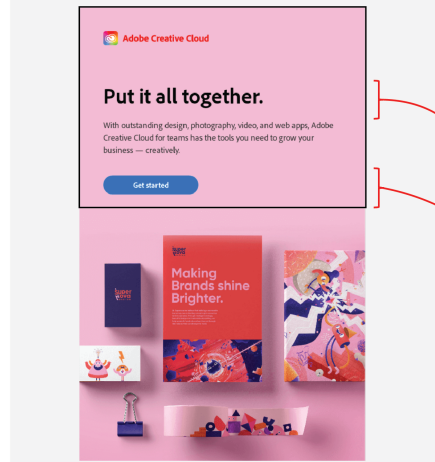 Adobe Creative Cloud
Put it all together.
With outstanding design, photography, video, and web apps, Adobe
Creative Cloud for teams has the tools you need to grow your
business — creatively.
Get started
Making
Brands shine
Brighter.